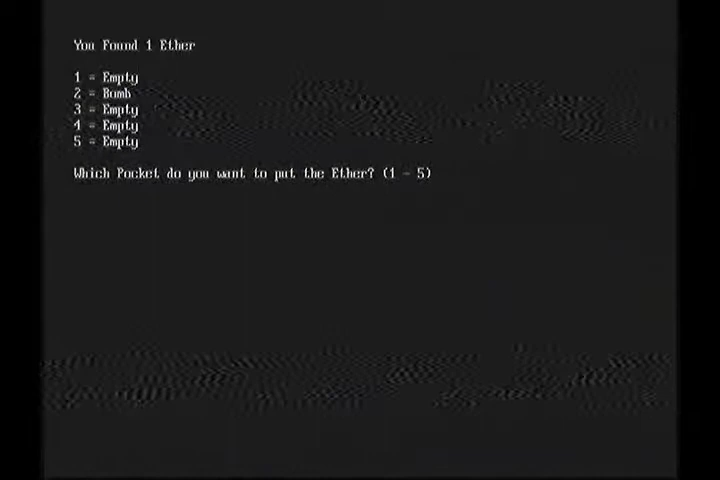 You Found 1 Ether
1 = Empty
2 = Bomb
3 = Empty
4 = Empty
5 = Empty
Which Pocket do you want to put the Ether? (1 - 5)